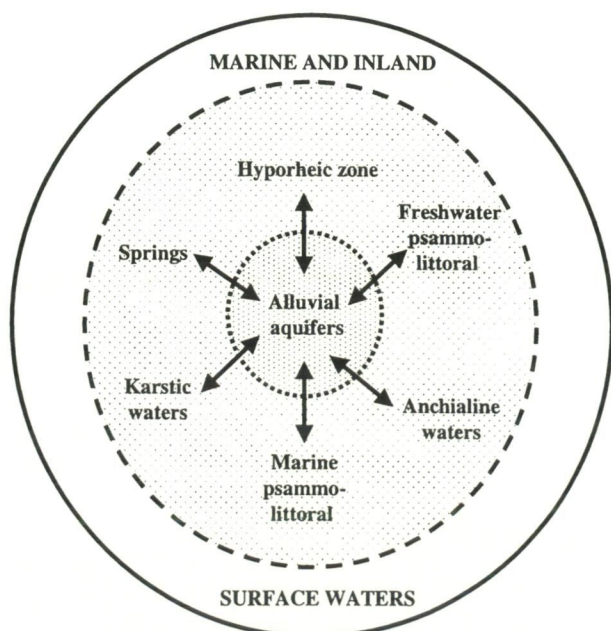 MARINE AND INLAND
Hyporheic zone
Freshwater
psammo-
littoral
Springs
Alluvial
aquifers
Karstic
waters
Anchialine
waters
Marine
psammo-
littoral
SURFACE WATERS